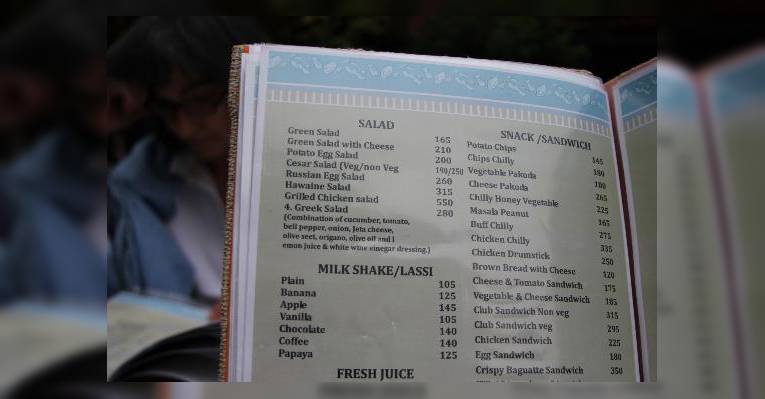 SALAD
Green Salad 165
Green Salad with Cheese 210
Potato Egg Salad 200
Cesar Salad (Veg/non Veg 190/250
Russian Egg Salad 260
Hawaine Salad 315
Grilled Chicken salad 550
4. Greek Salad 280
(Combination of cucumber, tomato,
bell pepper, onion, Jeta cheense,
olive seet, origano, olive oil and l
emon juice & white wine vinegar dressing.)
MILK SHAKE/LASSI
Plain 105
Banana 125
Apple 145
Vanilla 105
Chocolate 140
Coffee 140
Papaya 125
FRESH JUICE
SNACK /SANDWICH
Potato Chips 145
Chips Chilly 180
Vegetable Pakoda 180
Cheese Pakoda 265
Chilly Honey Vegetable 225
Masala Peanut 165
Buff Chilly 275
Chicken Chilly 335
Chicken Drumstick 250
Brown Bread with Cheese 120
Cheese & Tomato Sandwich 175
Vegetable & Cheese Sandwich 185
Club Sandwich Non veg 315
Club Sandwich veg 295
Chicken Sandwich 225
Egg Sandwich 180
Crispy Baguatte Sandwich 350